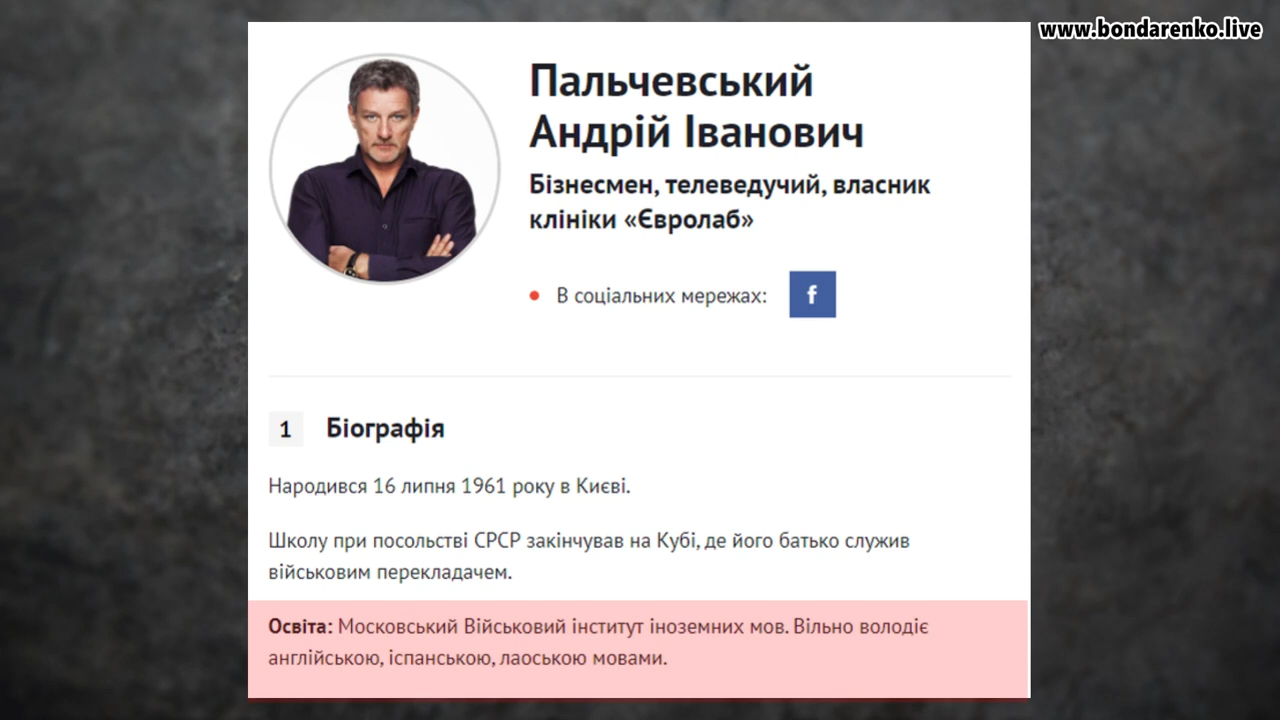 www.bondarenko.live
Пальчевський
Андрій Іванович
Бізнесмен, телеведучий, власник
клініки «Євролаб»
В соціальних мережах: f
1 Біографія
Народився 16 липня 1961 року в Києві.
Школу при посольстві СРСР закінчував на Кубі, де його батько служив
військовим перекладачем.
Освіта: Московський Військовий інститут іноземних мов. Вільно володіє
англійською, іспанською, лаоською мовами.